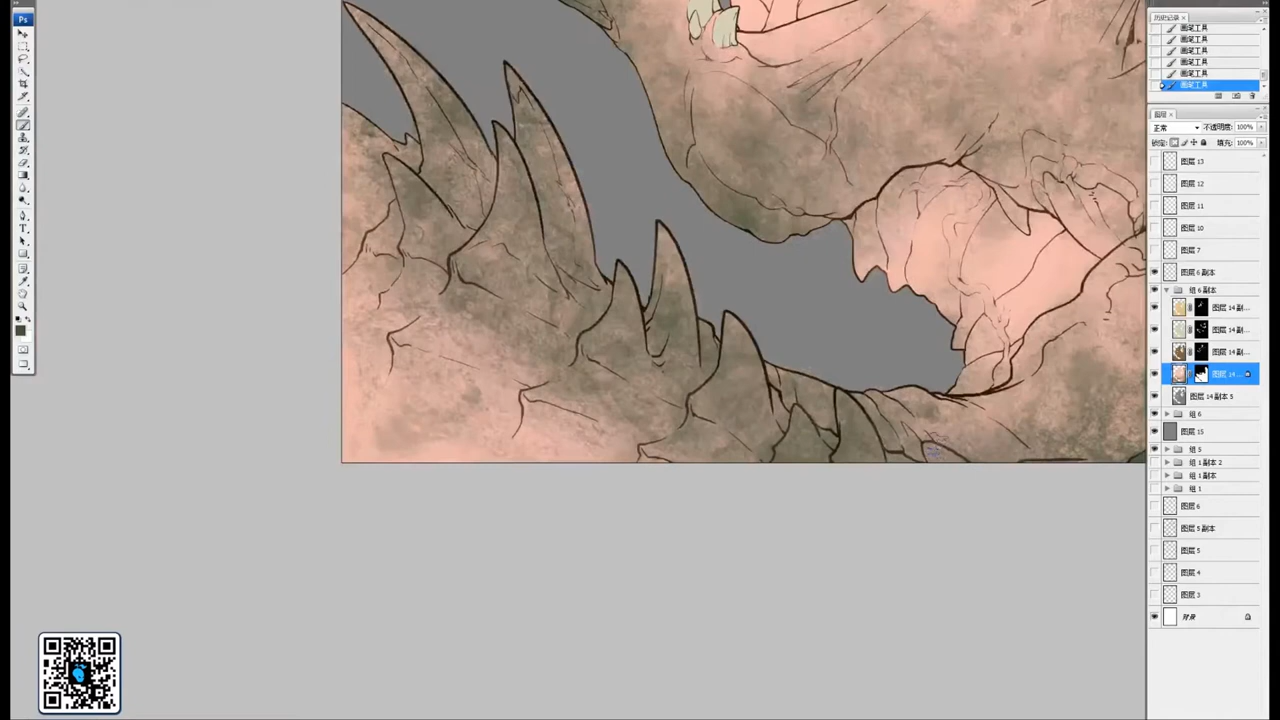 Ps
历史记录 ×
画笔工具
画笔工具
画笔工具
画笔工具
画笔工具
画笔工具
图层 ×
正常
不透明度: 100%
锁定:
填充: 100%
图层 13
图层 12
图层 11
图层 10
图层 7
图层 6 副本
组 6 副本
图层 14 副...
图层 14 副...
图层 14 副...
图层 14 ...
图层 14 副本 5
组 6
图层 15
组 5
组 1 副本 2
组 1 副本
组 1
图层 6
图层 5 副本
图层 5
图层 4
图层 3
背景